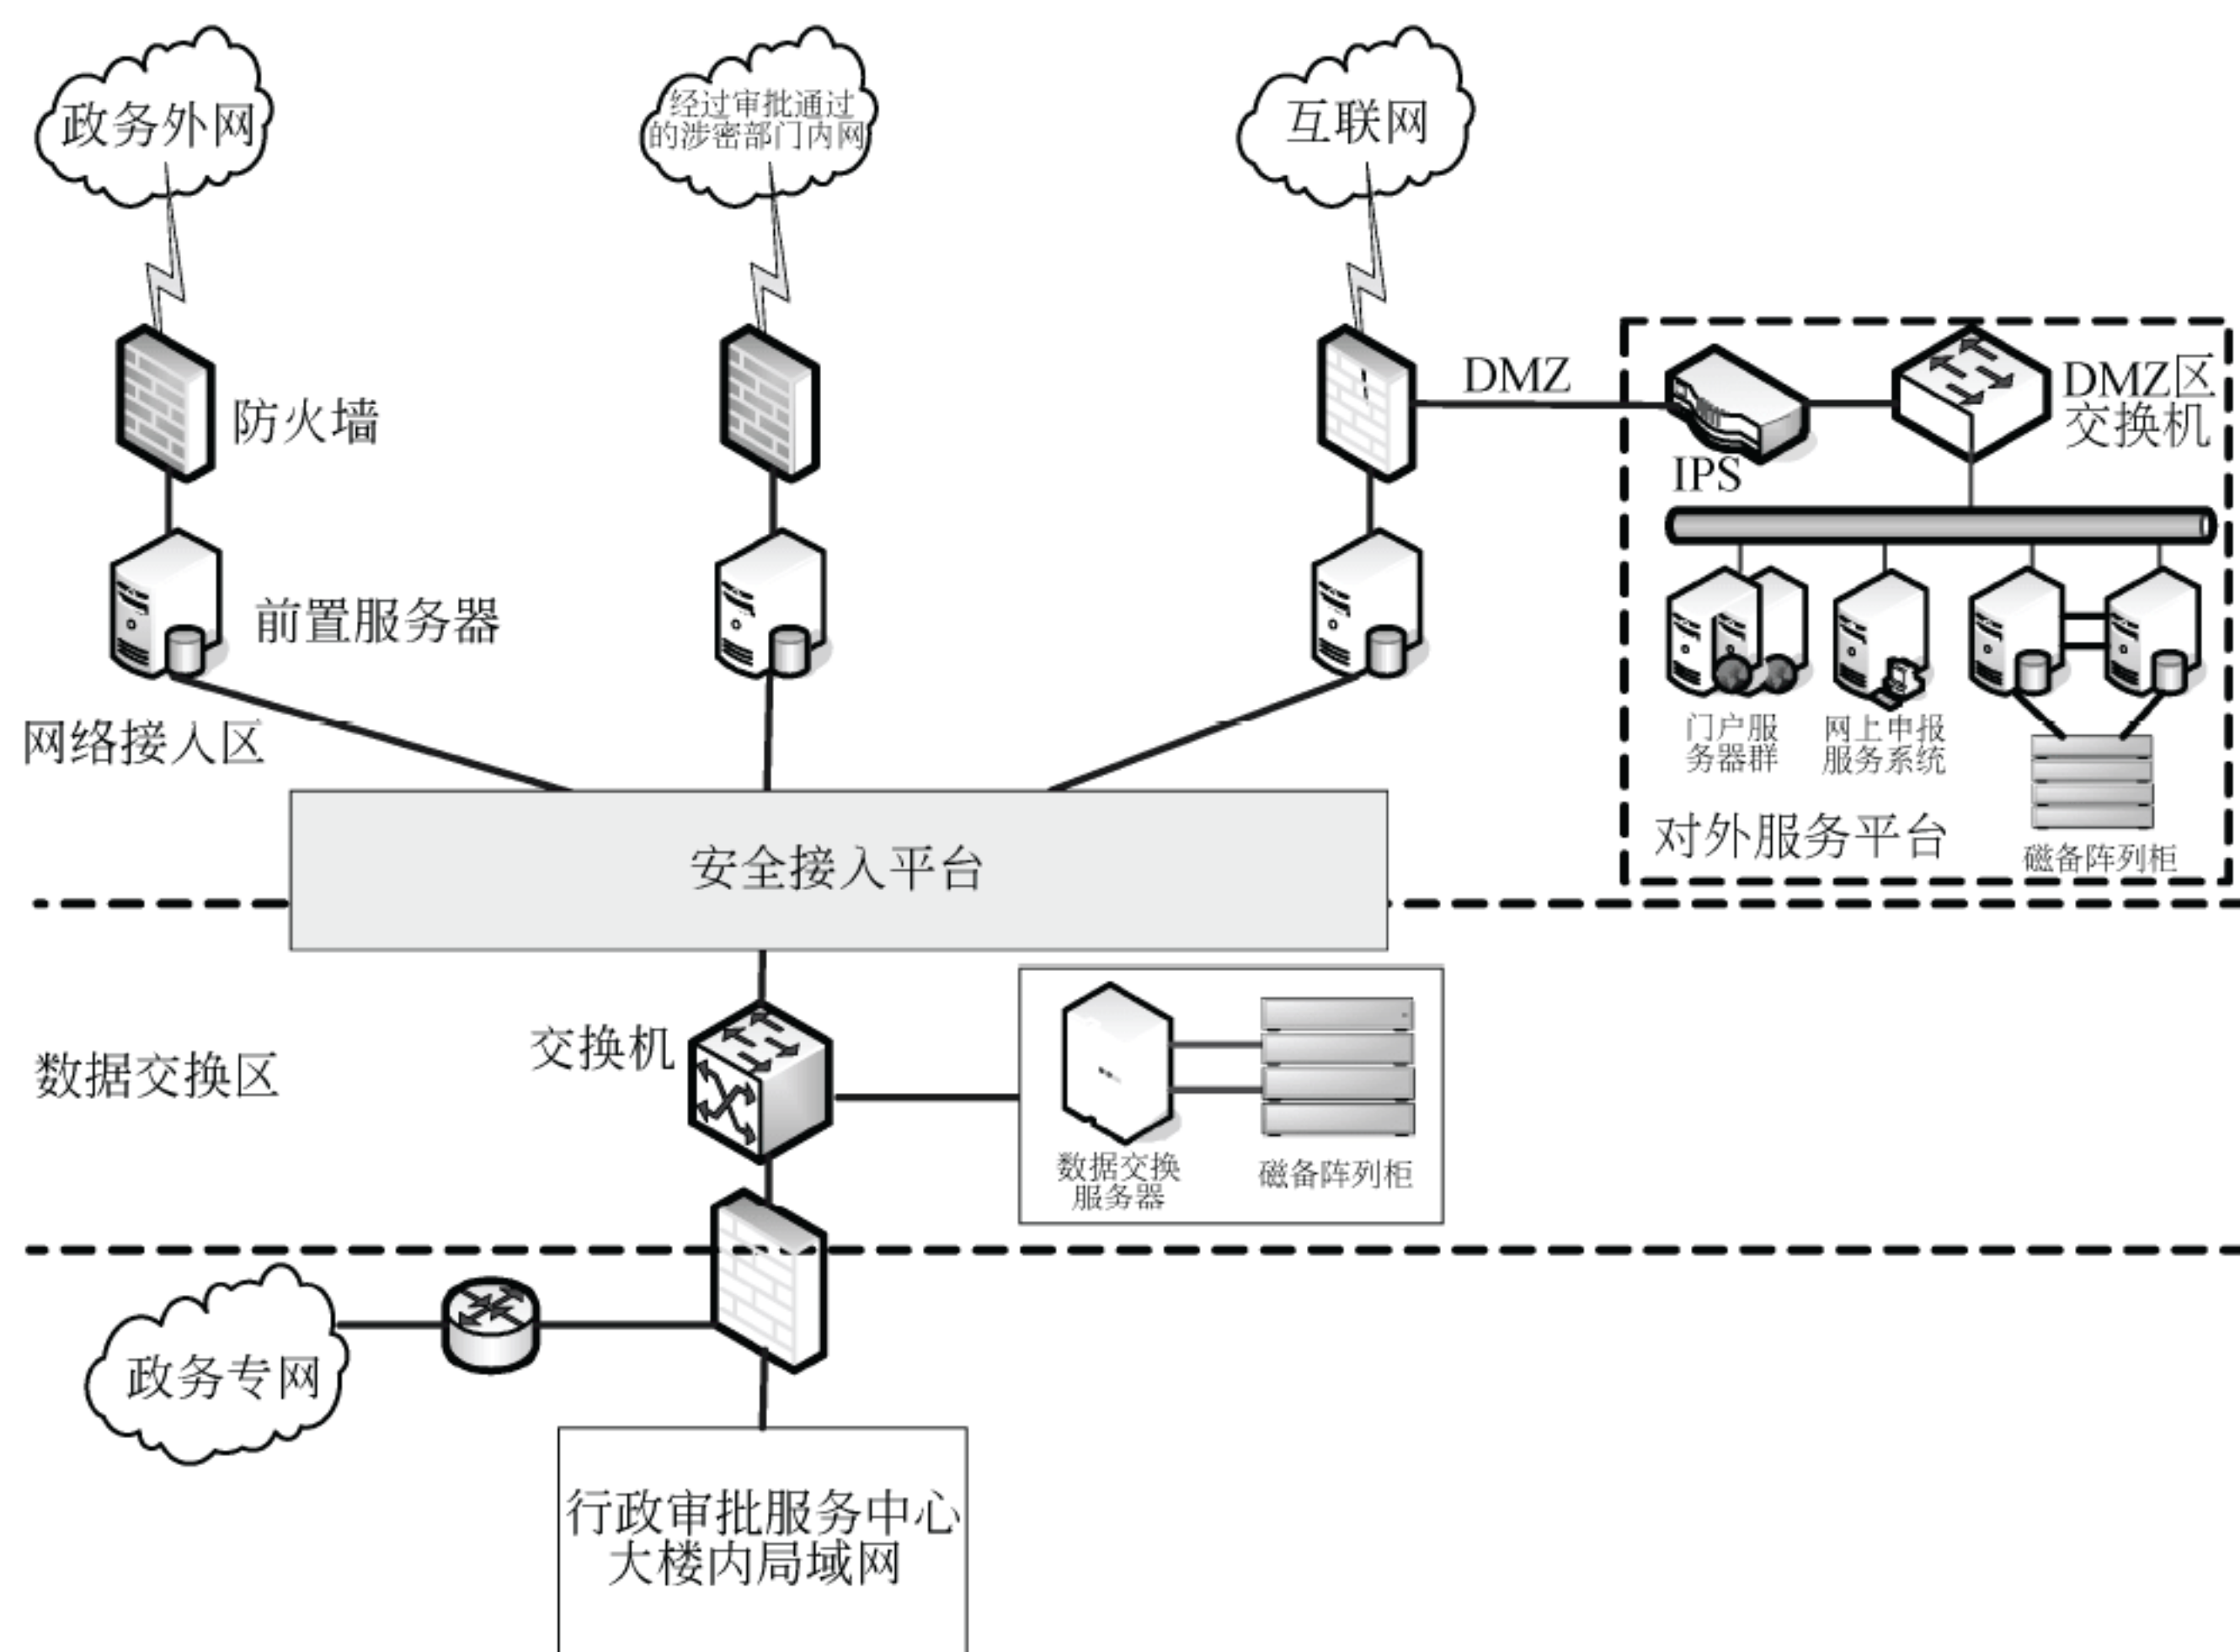 政务外网
经过审批通过
的涉密部门内网
互联网
防火墙
DMZ
IPS
DMZ区
交换机
前置服务器
网络接入区
门户服
务器群
网上申报
服务系统
对外服务平台
磁备阵列柜
安全接入平台
数据交换区
交换机
数据交换
服务器
磁备阵列柜
政务专网
行政审批服务中心
大楼内局域网